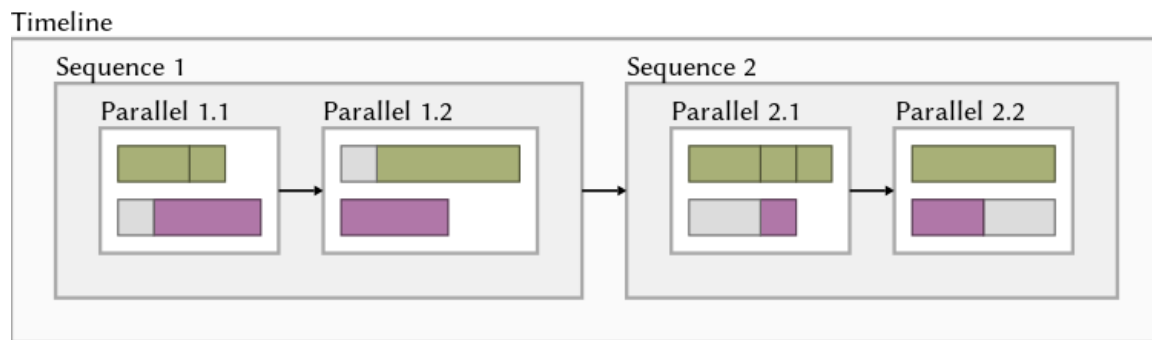 Timeline
Sequence 1
Sequence 2
Parallel 1.1
Parallel 1.2
Parallel 2.1
Parallel 2.2